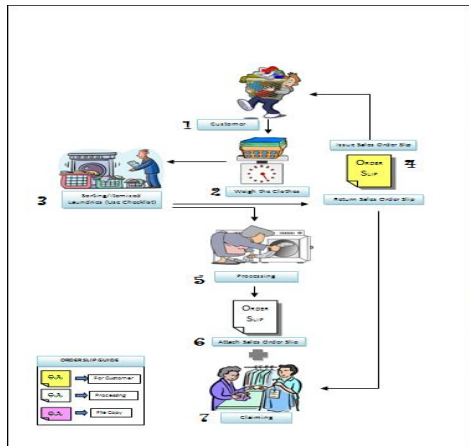 1
Customer
Issue Sales Order Slip
ORDER
SLIP
4
2
Weigh the Clothes
3
Sorting/Itemized
Laundries (Use Checklist)
Return Sales Order Slip
5
Processing
ORDER
SLIP
6
Attach Sales Order Slip
7
Claiming
ORDER SLIP GUIDE
For Customer
Processing
File Copy